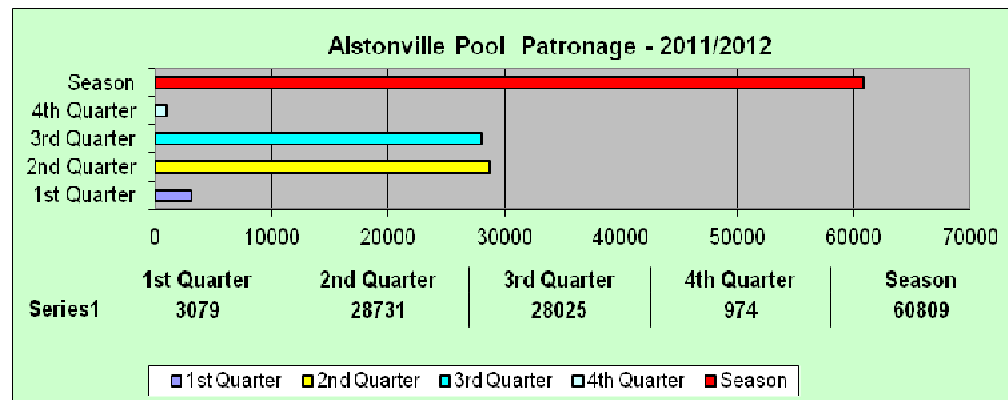 Alstonville Pool Patronage - 2011/2012
Season
4th Quarter
3rd Quarter
2nd Quarter
1st Quarter
0 10000 20000 30000 40000 50000 60000 70000
1st Quarter 2nd Quarter 3rd Quarter 4th Quarter Season
Series1 3079 28731 28025 974 60809
1st Quarter 2nd Quarter 3rd Quarter 4th Quarter Season